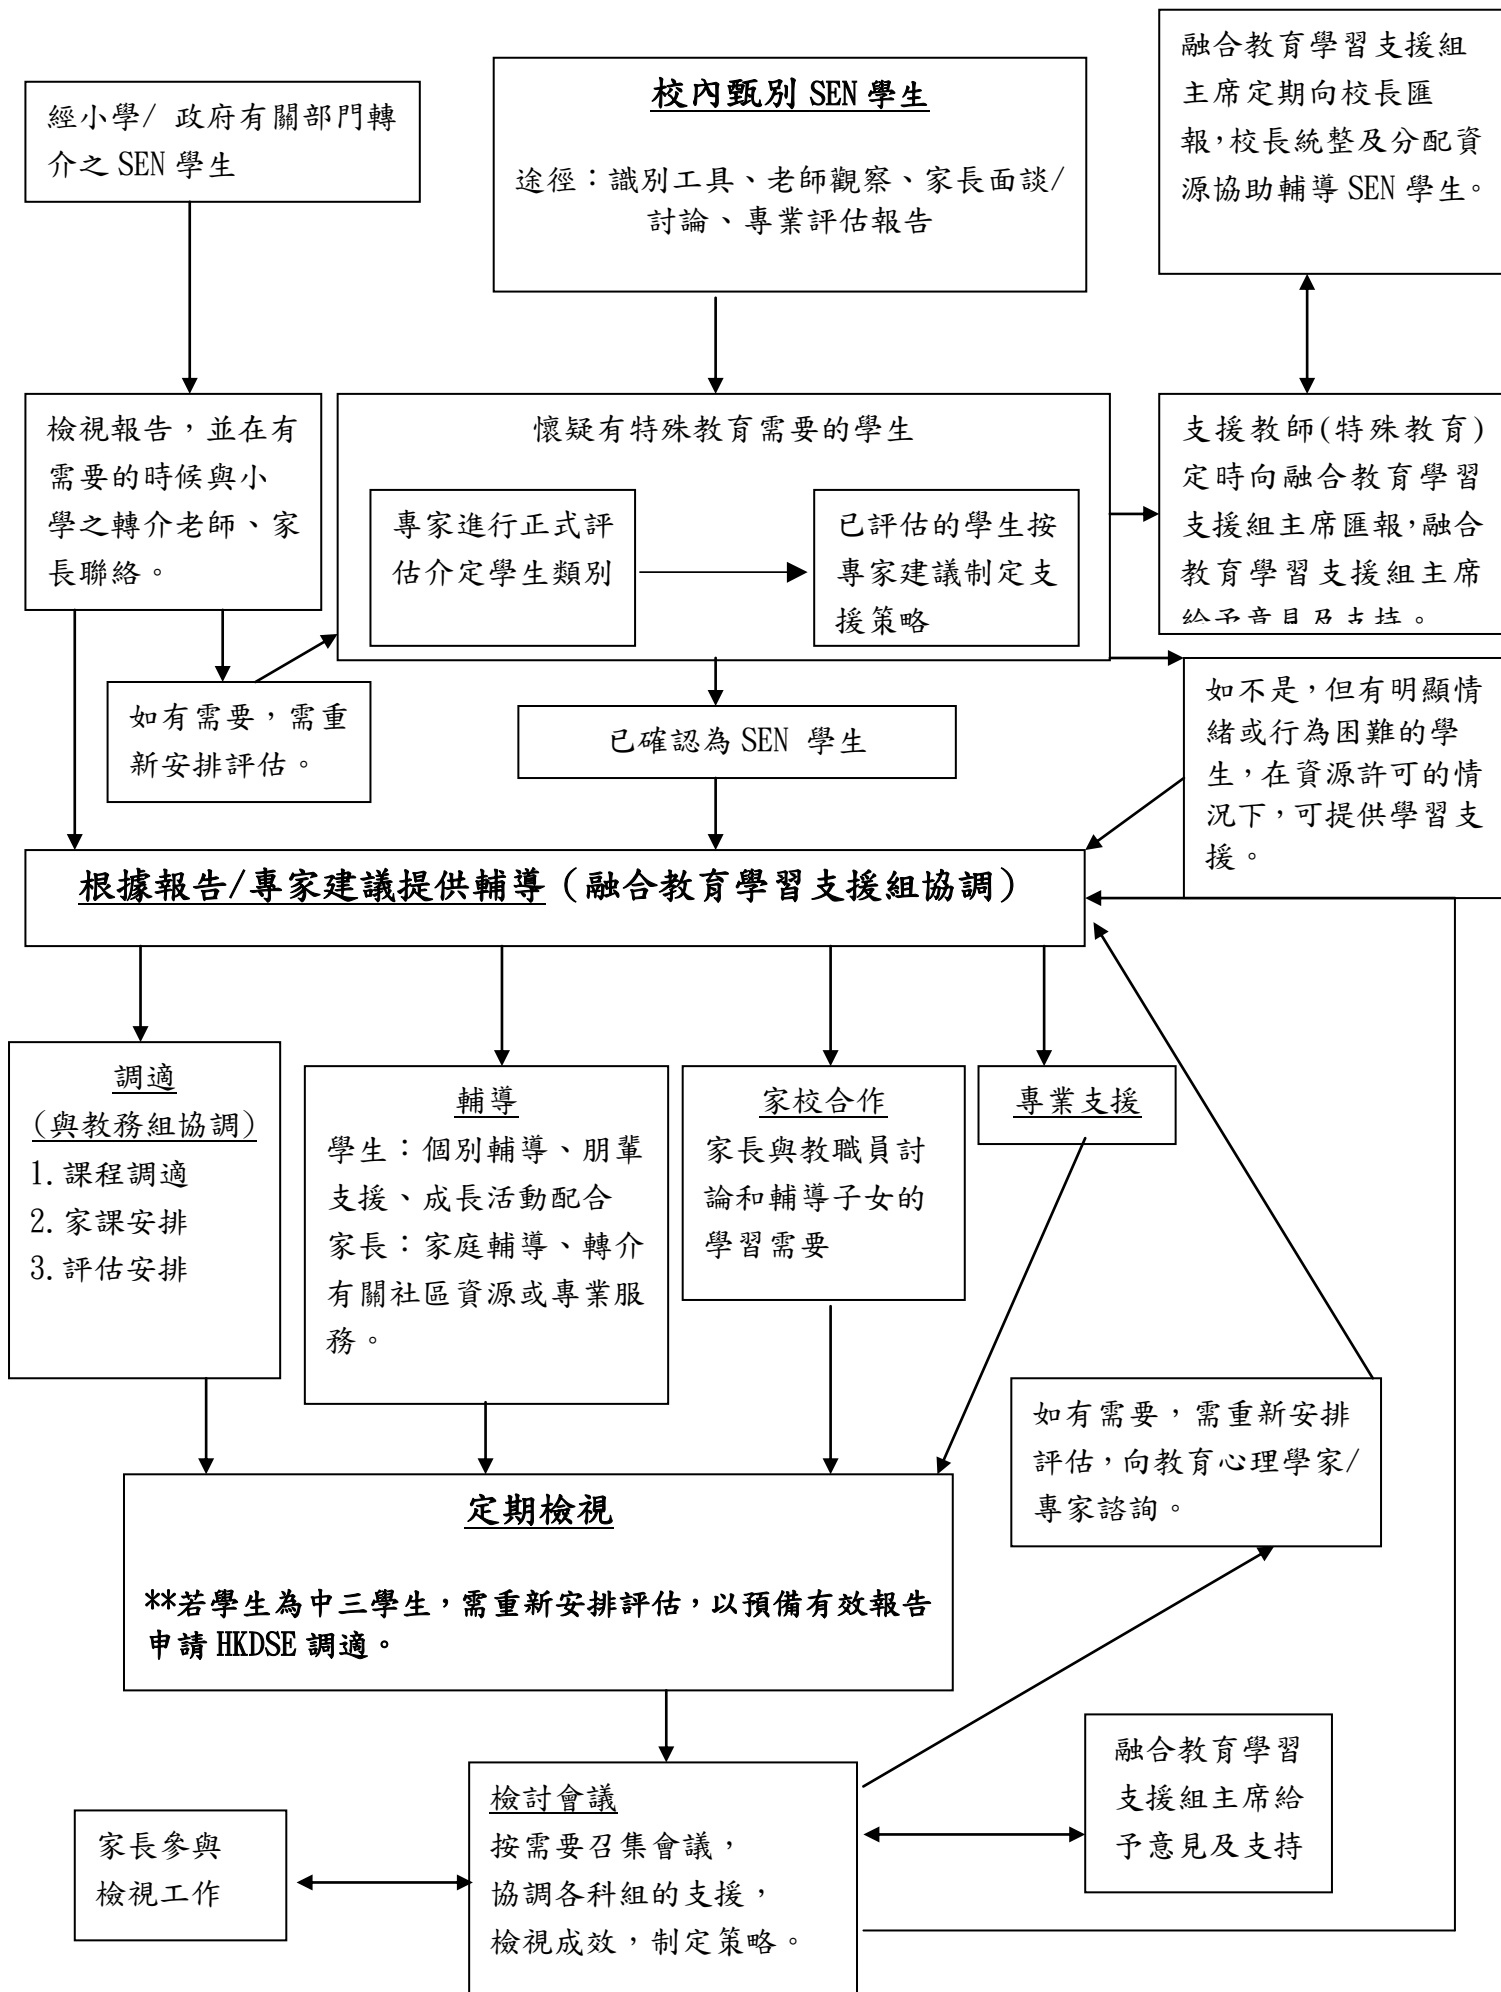 經小學/ 政府有關部門轉
介之 SEN 學生
校內甄別 SEN 學生
途徑：識別工具、老師觀察、家長面談/
討論、專業評估報告
融合教育學習支援組
主席定期向校長匯
報，校長統整及分配資
源協助輔導 SEN 學生。
檢視報告，並在有
需要的時候與小
學之轉介老師、家
長聯絡。
懷疑有特殊教育需要的學生
專家進行正式評
估介定學生類別
已評估的學生按
專家建議制定支
援策略
支援教師(特殊教育)
定時向融合教育學習
支援組主席匯報，融合
教育學習支援組主席
給予意見及支持。
如有需要，需重
新安排評估。
已確認為 SEN 學生
如不是，但有明顯情
緒或行為困難的學
生，在資源許可的情
況下，可提供學習支
援。
根據報告/專家建議提供輔導（融合教育學習支援組協調）
調適
(與教務組協調)
1.課程調適
2.家課安排
3.評估安排
輔導
學生：個別輔導、朋輩
支援、成長活動配合
家長：家庭輔導、轉介
有關社區資源或專業服
務。
家校合作
家長與教職員討
論和輔導子女的
學習需要
專業支援
如有需要，需重新安排
評估，向教育心理學家/
專家諮詢。
定期檢視
**若學生為中三學生，需重新安排評估，以預備有效報告
申請 HKDSE 調適。
家長參與
檢視工作
檢討會議
按需要召集會議，
協調各科組的支援，
檢視成效，制定策略。
融合教育學習
支援組主席給
予意見及支持